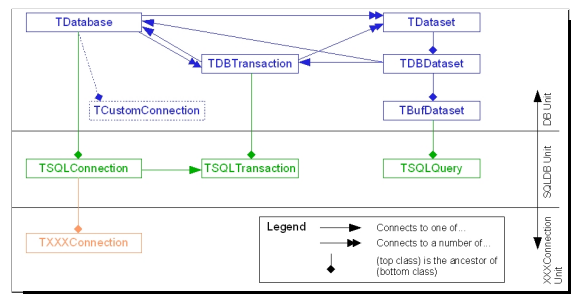 TDatabase
TDataset
TDBTransaction
TDBDataset
TCustomConnection
TBufDataset
DB Unit
TSQLConnection
TSQLTransaction
TSQLQuery
SQLDB Unit
TXXXConnection
Legend
Connects to one of...
Connects to a number of...
(top class) is the ancestor of
(bottom class)
XXXConnection
Unit